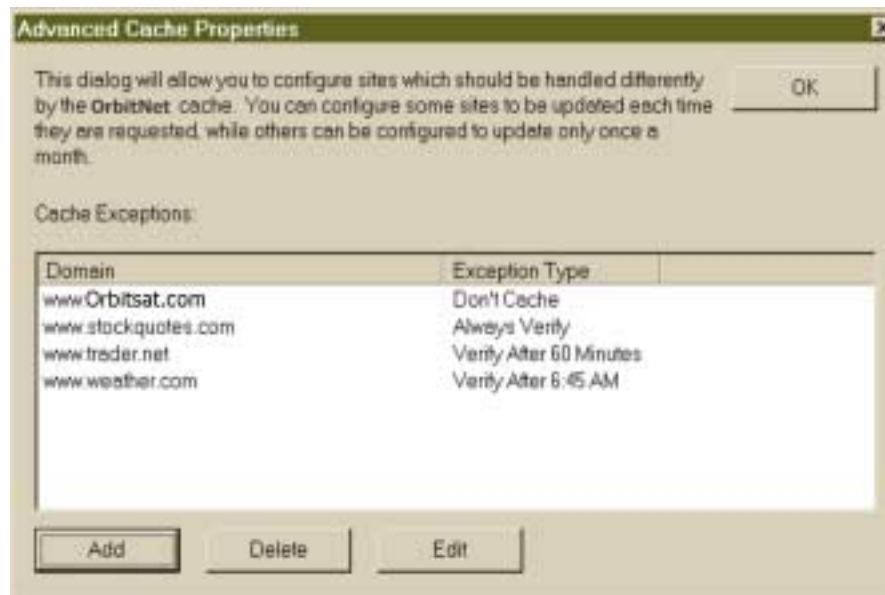 Advanced Cache Properties
This dialog will allow you to configure sites which should be handled differently
by the OrbitNet cache. You can configure some sites to be updated each time
they are requested, while others can be configured to update only once a
month.
OK
Cache Exceptions:
Domain Exception Type
www.Orbitsat.com Don't Cache
www.stockquotes.com Always Verify
www.trader.net Verify After 60 Minutes
www.weather.com Verify After 6:45 AM
Add Delete Edit